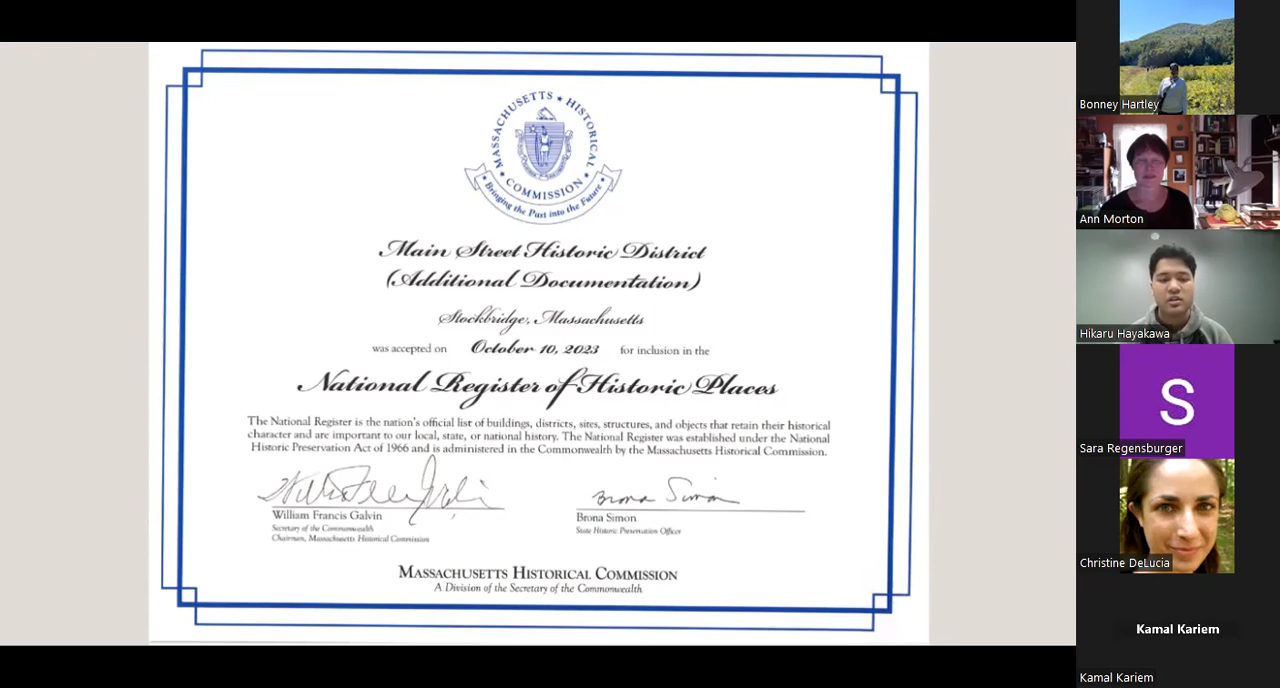 MASSACHUSETTS ★ HISTORICAL ★ COMMISSION ★
Bringing the Past into the Future
Main Street Historic District
(Additional Documentation)
Stockbridge, Massachusetts
was accepted on October 10, 2023 for inclusion in the
National Register of Historic Places
The National Register is the nation's official list of buildings, districts, sites, structures, and objects that retain their historical
character and are important to our local, state, or national history. The National Register was established under the National
Historic Preservation Act of 1966 and is administered in the Commonwealth by the Massachusetts Historical Commission.
William Francis Galvin
Secretary of the Commonwealth
Chairman, Massachusetts Historical Commission
Brona Simon
Brona Simon
State Historic Preservation Officer
MASSACHUSETTS HISTORICAL COMMISSION
A Division of the Secretary of the Commonwealth
Bonney Hartley
Ann Morton
Hikaru Hayakawa
S
Sara Regensburger
Christine DeLucia
Kamal Kariem
Kamal Kariem